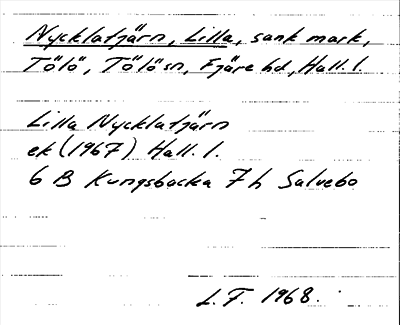 Nycklatjärn, Lilla, sank mark,
Tölö, Tölö sn, Fjäre hd, Hall. l.
Lilla Nycklatjärn
ek (1967) Hall. l.
6 B Kungsbacka 7 h Salvebo
L.F. 1968.